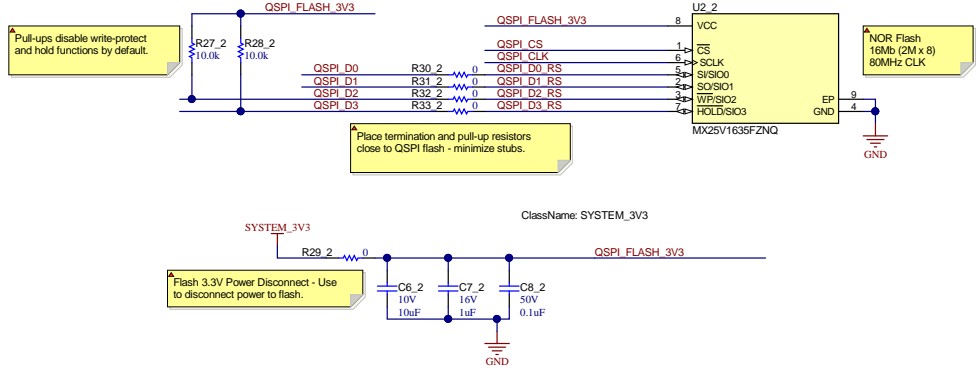 QSPI_FLASH_3V3
U2_2
Pull-ups disable write-protect
and hold functions by default.
R27_2
10.0k
R28_2
10.0k
QSPI_FLASH_3V3
8
VCC
QSPI_CS
1
CS
QSPI_CLK
6
SCLK
QSPI_D0
R30_2
0
QSPI_D0_RS
5
SI/SIO0
QSPI_D1
R31_2
0
QSPI_D1_RS
2
SO/SIO1
QSPI_D2
R32_2
0
QSPI_D2_RS
3
WP/SIO2
QSPI_D3
R33_2
0
QSPI_D3_RS
7
HOLD/SIO3
EP
9
GND
4
MX25V1635FZNQ
GND
NOR Flash
16Mb (2M x 8)
80MHz CLK
Place termination and pull-up resistors
close to QSPI flash - minimize stubs.
ClassName: SYSTEM_3V3
SYSTEM_3V3
R29_2
0
QSPI_FLASH_3V3
Flash 3.3V Power Disconnect - Use
to disconnect power to flash.
C6_2
10V
10uF
C7_2
16V
1uF
C8_2
50V
0.1uF
GND